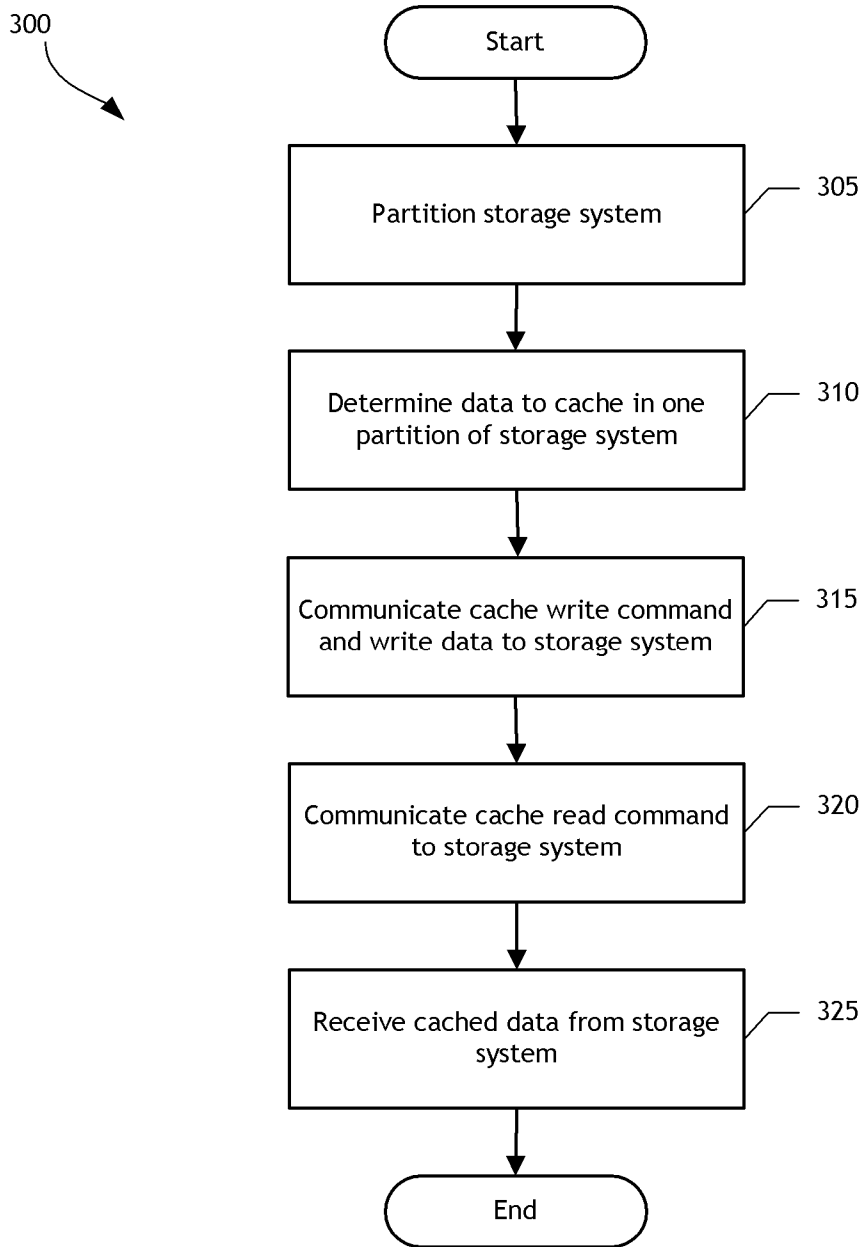 300
Start
Partition storage system
305
Determine data to cache in one
partition of storage system
310
Communicate cache write command
and write data to storage system
315
Communicate cache read command
to storage system
320
Receive cached data from storage
system
325
End